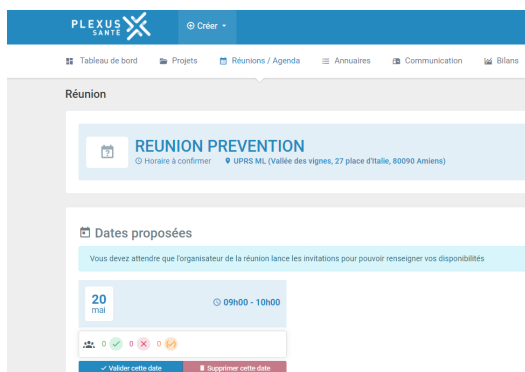 PLEXUS
SANTE
Créer
Tableau de bord Projets Réunions / Agenda Annuaires Communication Bilans
Réunion
REUNION PREVENTION
Horaire à confirmer UPRS ML (Vallée des vignes, 27 place d'Italie, 80090 Amiens)
Dates proposées
Vous devez attendre que l'organisateur de la réunion lance les invitations pour pouvoir renseigner vos disponibilités
20
mai
09h00 - 10h00
0 0 0
Valider cette date Supprimer cette date